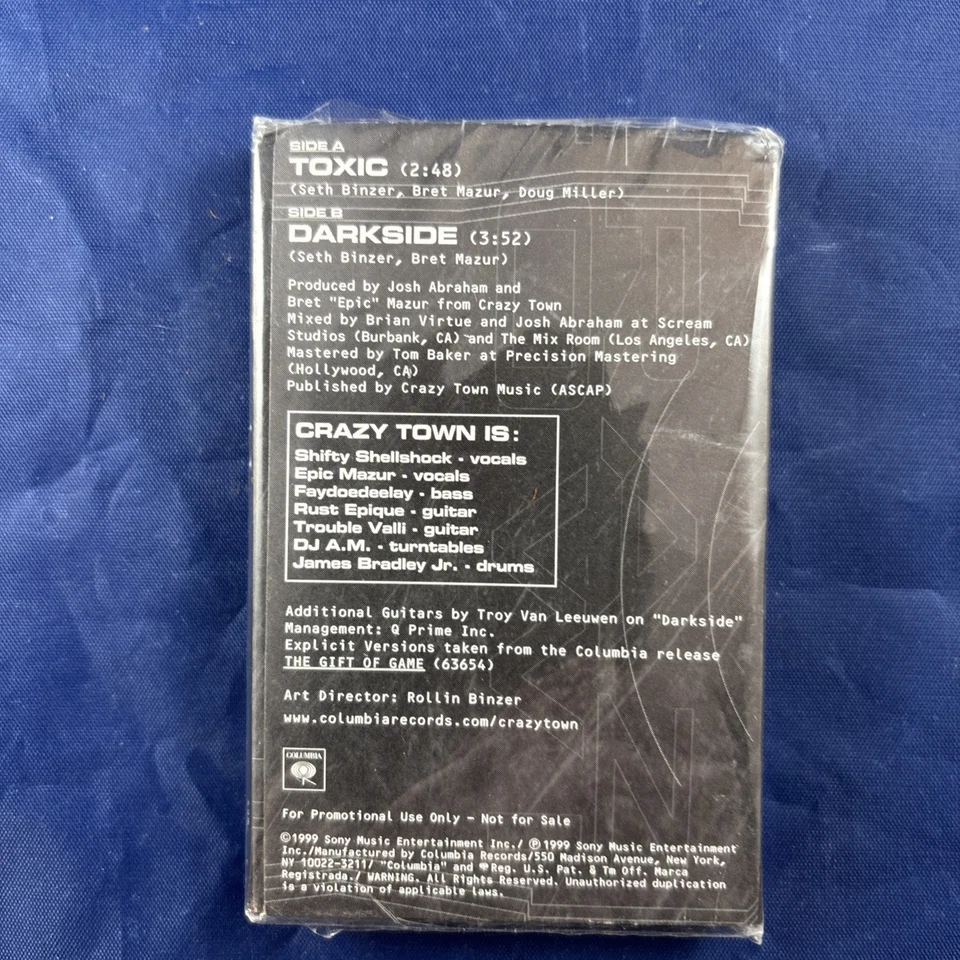 SIDE A
TOXIC (2:48)
(Seth Binzer, Bret Mazur, Doug Miller)
SIDE B
DARKSIDE (3:52)
(Seth Binzer, Bret Mazur)
Produced by Josh Abraham and
Bret "Epic" Mazur from Crazy Town
Mixed by Brian Virtue and Josh Abraham at Scream
Studios (Burbank, CA) and The Mix Room (Los Angeles, CA)
Mastered by Tom Baker at Precision Mastering
(Hollywood, CA)
Published by Crazy Town Music (ASCAP)
CRAZY TOWN IS:
Shifty Shellshock - vocals
Epic Mazur - vocals
Faydoedeelay - bass
Rust Epique - guitar
Trouble Valli - guitar
DJ A.M. - turntables
James Bradley Jr. - drums
Additional Guitars by Troy Van Leeuwen on "Darkside"
Management: Q Prime Inc.
Explicit Versions taken from the Columbia release
THE GIFT OF GAME (63654)
Art Director: Rollin Binzer
www.columbiarecords.com/crazytown
COLUMBIA
For Promotional Use Only - Not for Sale
©1999 Sony Music Entertainment Inc./ ℗ 1999 Sony Music Entertainment
Inc./Manufactured by Columbia Records/550 Madison Avenue, New York,
NY 10022-3211/ "Columbia" and Reg. U.S. Pat. & Tm Off. Marca
Registrada./ WARNING. All Rights Reserved. Unauthorized duplication
is a violation of applicable laws.